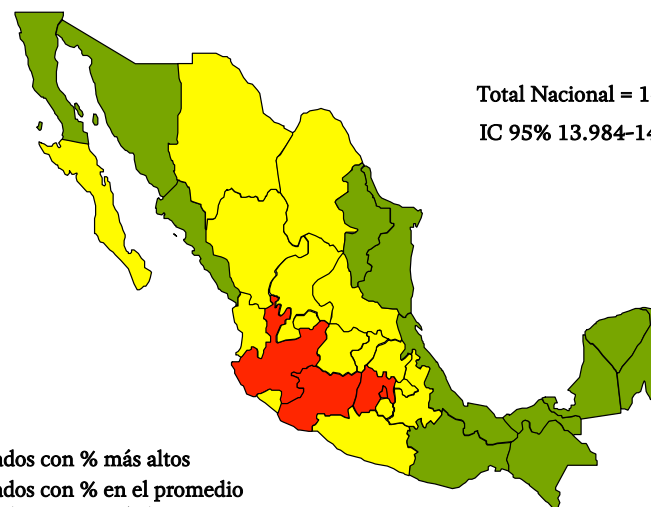 Total Nacional = 1
IC 95% 13.984-14
ados con % más altos
ados con % en el promedio